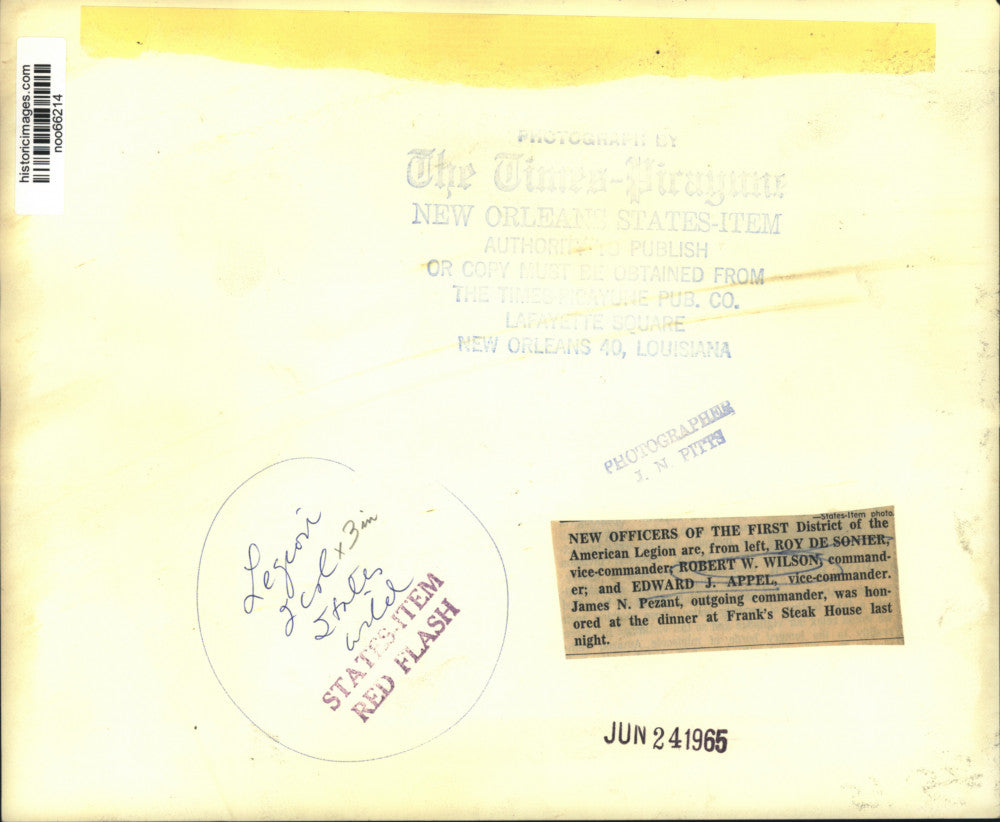 historicimages.com
noo66214
PHOTOGRAPH BY
The Times-Picayune
NEW ORLEANS STATES-ITEM
AUTHORITY TO PUBLISH
OR COPY MUST BE OBTAINED FROM
THE TIMES-PICAYUNE PUB. CO.
LAFAYETTE SQUARE
NEW ORLEANS 40, LOUISIANA
PHOTOGRAPHER
J. N. PITTS
Legion
2 col x 3 in
States
STATES-ITEM
RED FLASH
—States-Item photo.
NEW OFFICERS OF THE FIRST District of the
American Legion are, from left, ROY DE SONIER,
vice-commander; ROBERT W. WILSON, command-
er; and EDWARD J. APPEL, vice-commander.
James N. Pezant, outgoing commander, was hon-
ored at the dinner at Frank's Steak House last
night.
JUN 24 1965